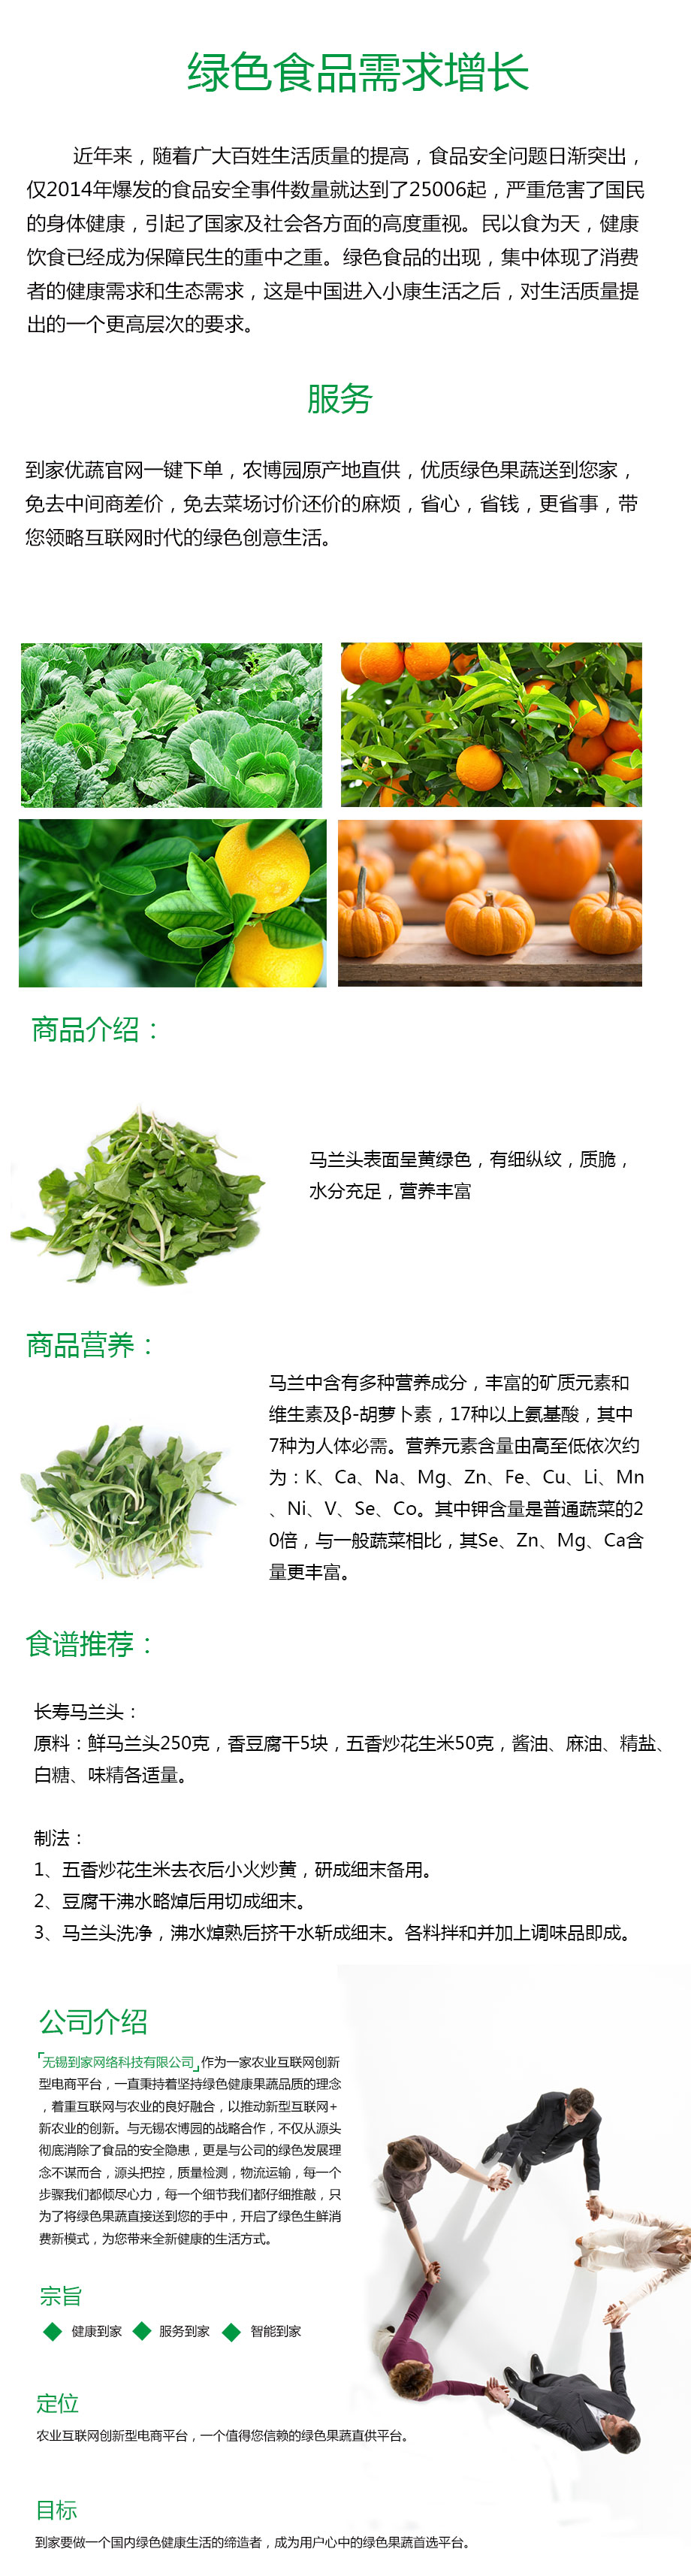 绿色食品需求增长
近年来，随着广大百姓生活质量的提高，食品安全问题日渐突出，
仅2014年爆发的食品安全事件数量就达到了25006起，严重危害了国民
的身体健康，引起了国家及社会各方面的高度重视。民以食为天，健康
饮食已经成为保障民生的重中之重。绿色食品的出现，集中体现了消费
者的健康需求和生态需求，这是中国进入小康生活之后，对生活质量提
出的一个更高层次的要求。
服务
到家优蔬官网一键下单，农博园原产地直供，优质绿色果蔬送到您家，
免去中间商差价，免去菜场讨价还价的麻烦，省心，省钱，更省事，带
您领略互联网时代的绿色创意生活。
商品介绍：
马兰头表面呈黄绿色，有细纵纹，质脆，
水分充足，营养丰富
商品营养：
马兰中含有多种营养成分，丰富的矿质元素和
维生素及β-胡萝卜素，17种以上氨基酸，其中
7种为人体必需。营养元素含量由高至低依次约
为：K、Ca、Na、Mg、Zn、Fe、Cu、Li、Mn
、Ni、V、Se、Co。其中钾含量是普通蔬菜的2
0倍，与一般蔬菜相比，其Se、Zn、Mg、Ca含
量更丰富。
食谱推荐：
长寿马兰头：
原料：鲜马兰头250克，香豆腐干5块，五香炒花生米50克，酱油、麻油、精盐、
白糖、味精各适量。
制法：
1、五香炒花生米去衣后小火炒黄，研成细末备用。
2、豆腐干沸水略焯后用切成细末。
3、马兰头洗净，沸水焯熟后挤干水斩成细末。各料拌和并加上调味品即成。
公司介绍
「无锡到家网络科技有限公司」作为一家农业互联网创新
型电商平台，一直秉持着坚持绿色健康果蔬品质的理念
，着重互联网与农业的良好融合，以推动新型互联网+
新农业的创新。与无锡农博园的战略合作，不仅从源头
彻底消除了食品的安全隐患，更是与公司的绿色发展理
念不谋而合，源头把控，质量检测，物流运输，每一个
步骤我们都倾尽心力，每一个细节我们都仔细推敲，只
为了将绿色果蔬直接送到您的手中，开启了绿色生鲜消
费新模式，为您带来全新健康的生活方式。
宗旨
健康到家 服务到家 智能到家
定位
农业互联网创新型电商平台，一个值得您信赖的绿色果蔬直供平台。
目标
到家要做一个国内绿色健康生活的缔造者，成为用户心中的绿色果蔬首选平台。